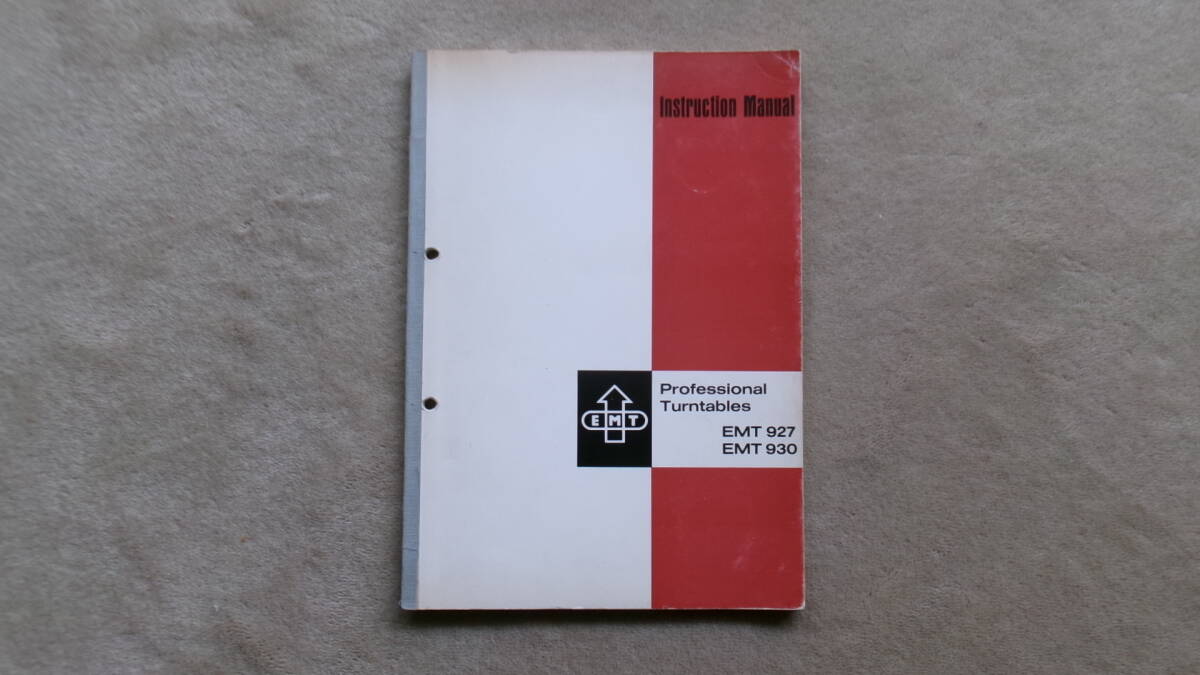 Instruction Manual
EMT
Professional
Turntables
EMT 927
EMT 930